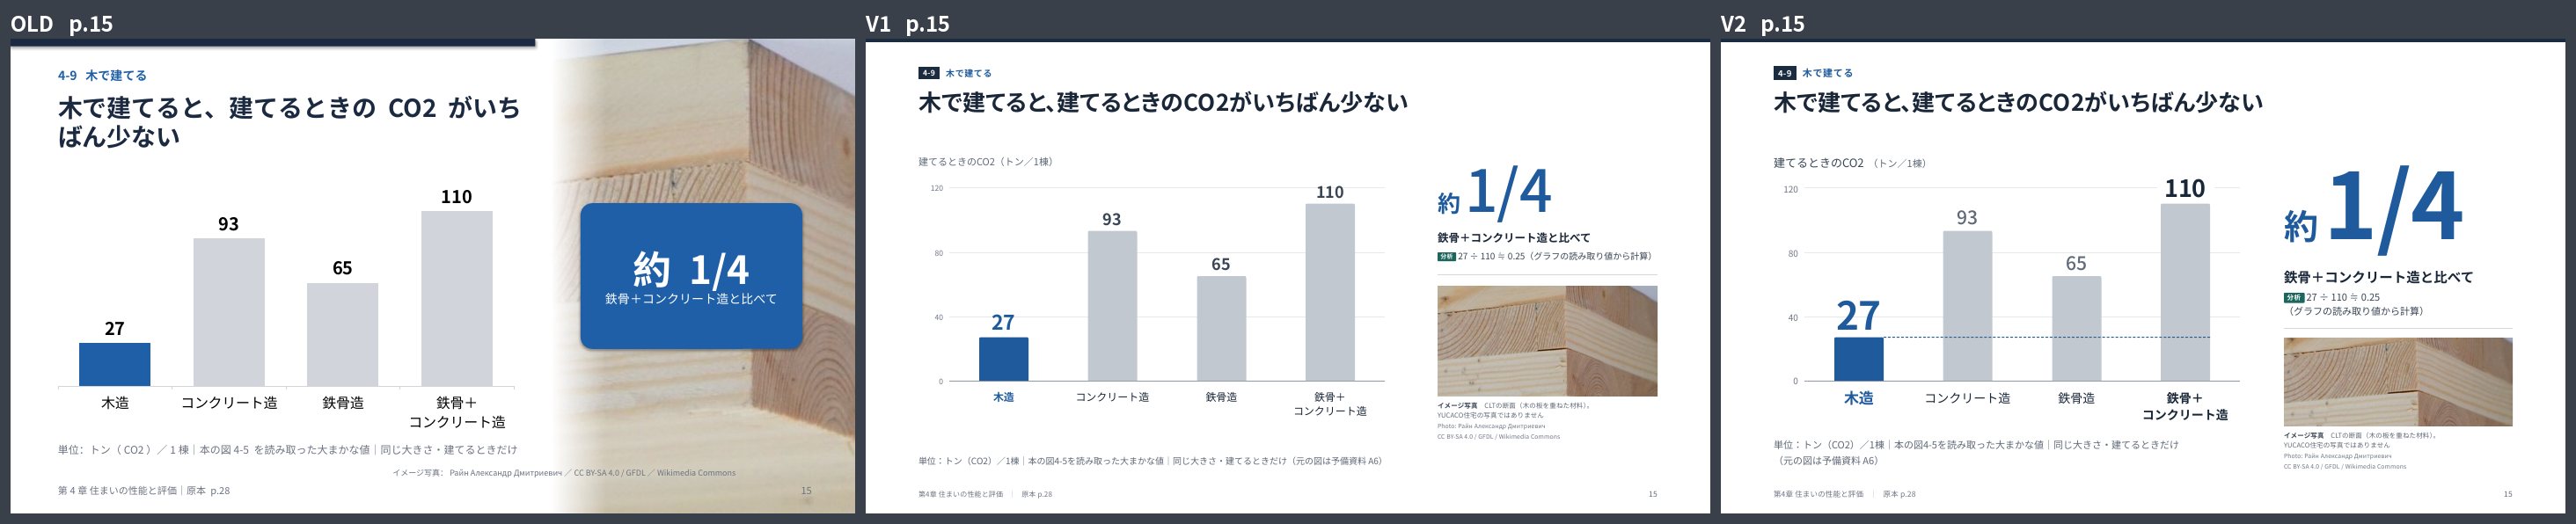 OLD p.15
4-9 木で建てる
木で建てると、建てるときの CO2 がいち
ばん少ない
110
93
65
27
木造
コンクリート造
鉄骨造
鉄骨＋
コンクリート造
約 1/4
鉄骨＋コンクリート造と比べて
単位：トン（ CO2 ）／ 1 棟｜本の図 4-5 を読み取った大まかな値｜同じ大きさ・建てるときだけ
イメージ写真： Райн Александр Дмитриевич ／ CC BY-SA 4.0 / GFDL ／ Wikimedia Commons
第 4 章 住まいの性能と評価｜原本 p.28
15
V1 p.15
4-9 木で建てる
木で建てると、建てるときのCO2がいちばん少ない
建てるときのCO2（トン／1棟）
120
80
40
0
27
93
65
110
木造
コンクリート造
鉄骨造
鉄骨＋
コンクリート造
約 1/4
鉄骨＋コンクリート造と比べて
分析 27 ÷ 110 ≒ 0.25（グラフの読み取り値から計算）
イメージ写真 CLTの断面（木の板を重ねた材料）。
YUCACO住宅の写真ではありません
Photo: Райн Александр Дмитриевич
CC BY-SA 4.0 / GFDL / Wikimedia Commons
単位：トン（CO2）／1棟｜本の図4-5を読み取った大まかな値｜同じ大きさ・建てるときだけ（元の図は予備資料 A6）
第4章 住まいの性能と評価 ｜ 原本 p.28
15
V2 p.15
4-9 木で建てる
木で建てると、建てるときのCO2がいちばん少ない
建てるときのCO2 （トン／1棟）
120
80
40
0
27
93
65
110
木造
コンクリート造
鉄骨造
鉄骨＋
コンクリート造
約 1/4
鉄骨＋コンクリート造と比べて
分析 27 ÷ 110 ≒ 0.25
（グラフの読み取り値から計算）
イメージ写真 CLTの断面（木の板を重ねた材料）。
YUCACO住宅の写真ではありません
Photo: Райн Александр Дмитриевич
CC BY-SA 4.0 / GFDL / Wikimedia Commons
単位：トン（CO2）／1棟｜本の図4-5を読み取った大まかな値｜同じ大きさ・建てるときだけ
（元の図は予備資料 A6）
第4章 住まいの性能と評価 ｜ 原本 p.28
15